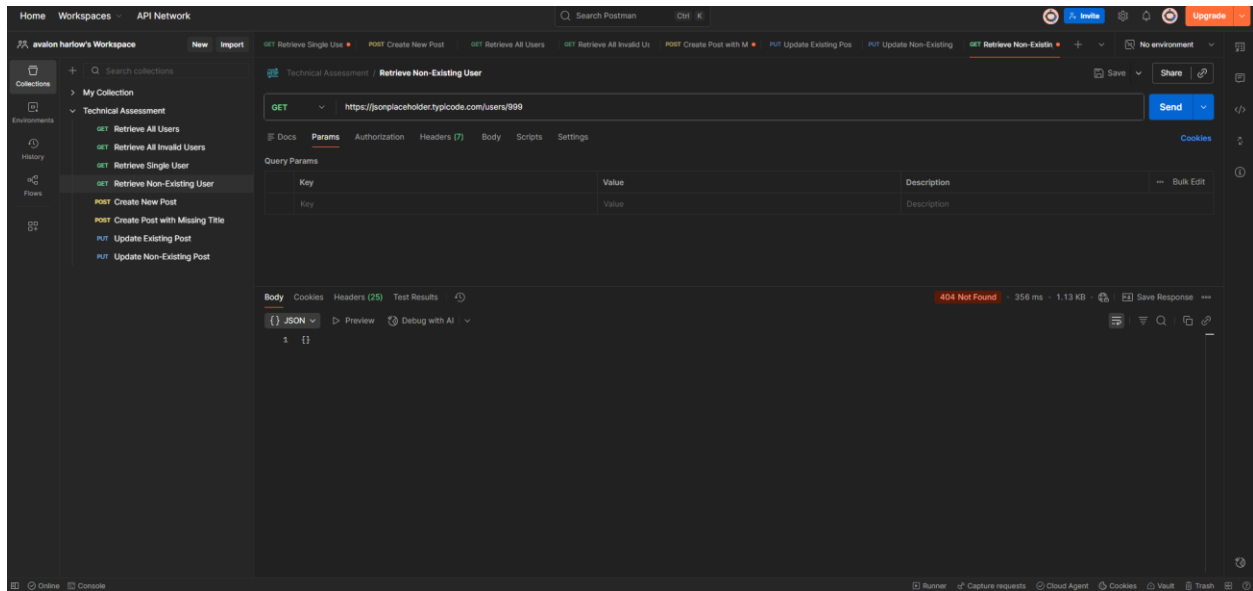 Home Workspaces API Network Search Postman Ctrl K Invite Upgrade
avalon harlow's Workspace New Import GET Retrieve Single Use POST Create New Post GET Retrieve All Users GET Retrieve All Invalid Us POST Create Post with M PUT Update Existing Pos PUT Update Non-Existing GET Retrieve Non-Existin No environment
Collections Search collections Technical Assessment / Retrieve Non-Existing User Save Share
My Collection
Environments Technical Assessment GET https://jsonplaceholder.typicode.com/users/999 Send
GET Retrieve All Users
History GET Retrieve All Invalid Users Docs Params Authorization Headers (7) Body Scripts Settings Cookies
GET Retrieve Single User Query Params
Flows GET Retrieve Non-Existing User Key Value Description Bulk Edit
POST Create New Post Key Value Description
POST Create Post with Missing Title
PUT Update Existing Post
PUT Update Non-Existing Post
Body Cookies Headers (25) Test Results 404 Not Found 356 ms 1.13 KB Save Response
{} JSON Preview Debug with AI
1 {}
Online Console Runner Capture requests Cloud Agent Cookies Vault Trash